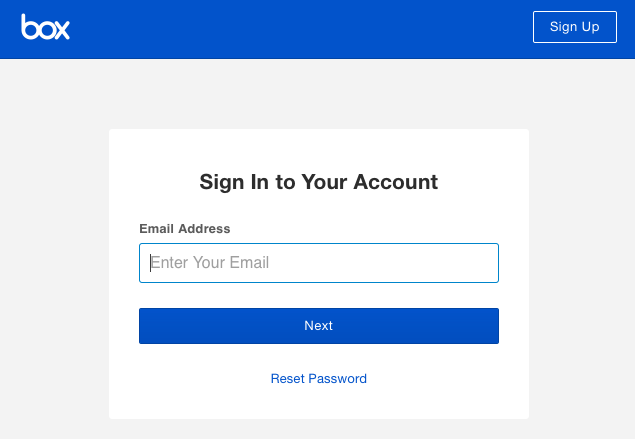 box
Sign Up
Sign In to Your Account
Email Address
Enter Your Email
Next
Reset Password